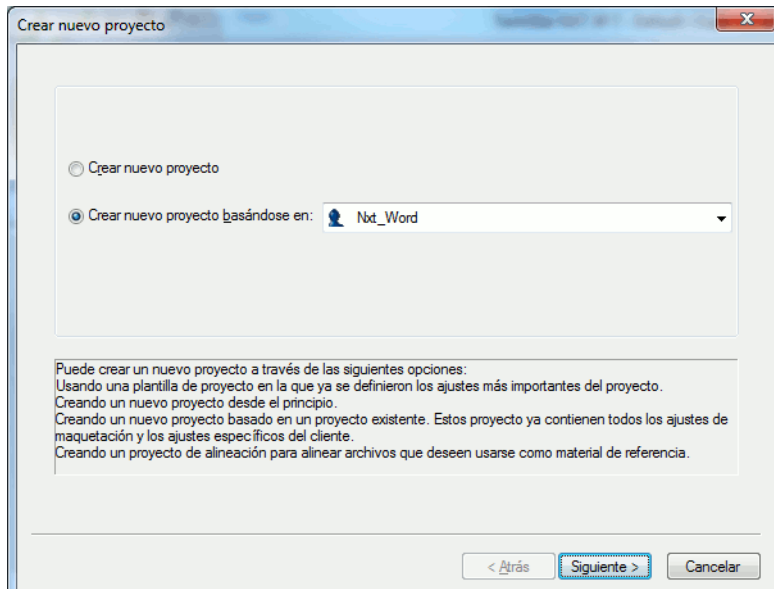 Crear nuevo proyecto
Crear nuevo proyecto
Crear nuevo proyecto basándose en:
Nxt_Word
Puede crear un nuevo proyecto a través de las siguientes opciones:
Usando una plantilla de proyecto en la que ya se definieron los ajustes más importantes del proyecto.
Creando un nuevo proyecto desde el principio.
Creando un nuevo proyecto basado en un proyecto existente. Estos proyecto ya contienen todos los ajustes de
maquetación y los ajustes específicos del cliente.
Creando un proyecto de alineación para alinear archivos que deseen usarse como material de referencia.
< Atrás
Siguiente >
Cancelar